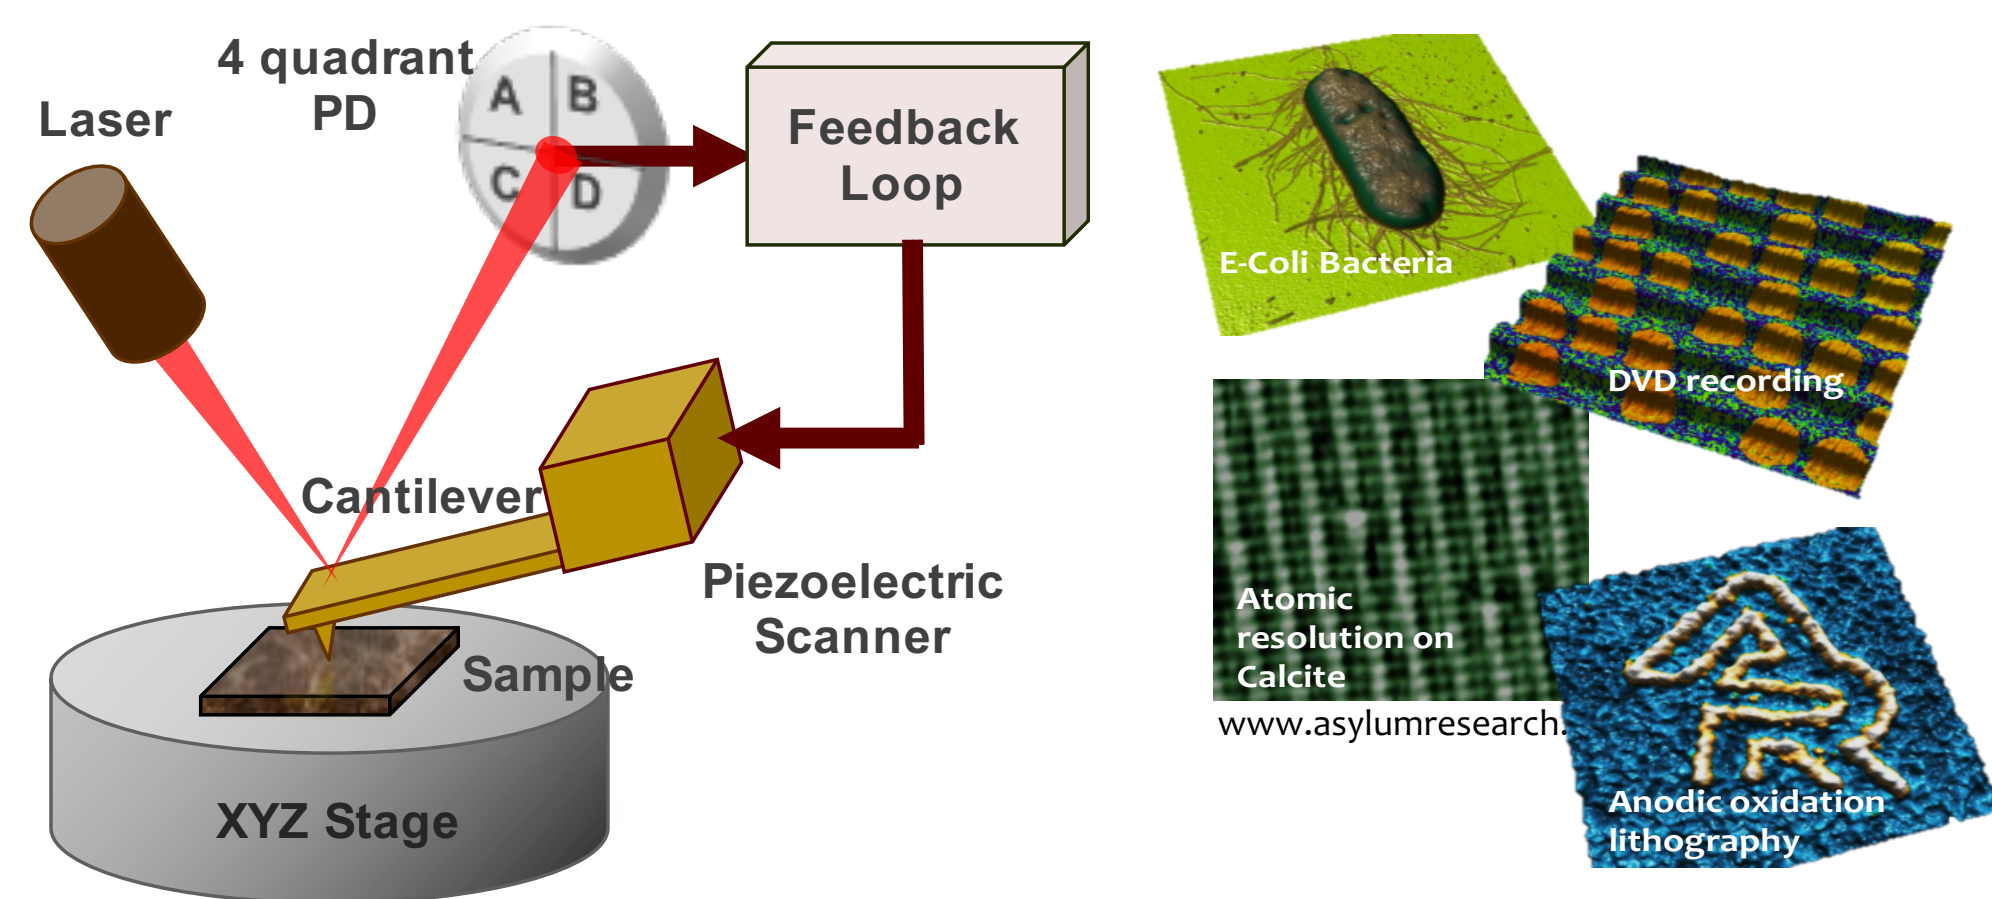 4 quadrant
PD
Laser
A
B
C
D
Feedback
Loop
Cantilever
Piezoelectric
Scanner
Sample
XYZ Stage
E-Coli Bacteria
DVD recording
Atomic
resolution on
Calcite
www.asylumresearch.
Anodic oxidation
lithography